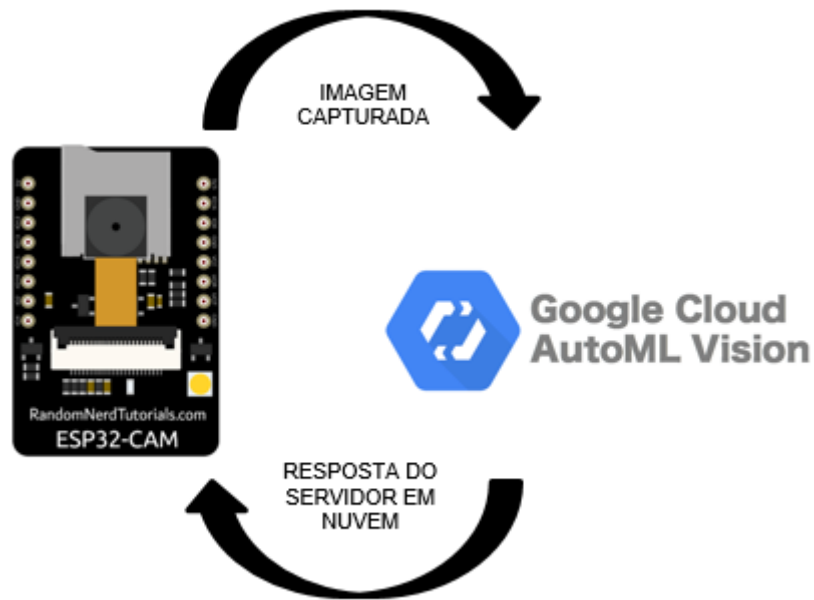 IMAGEM
CAPTURADA
Google Cloud
AutoML Vision
RandomNerdTutorials.com
ESP32-CAM
RESPOSTA DO
SERVIDOR EM
NUVEM